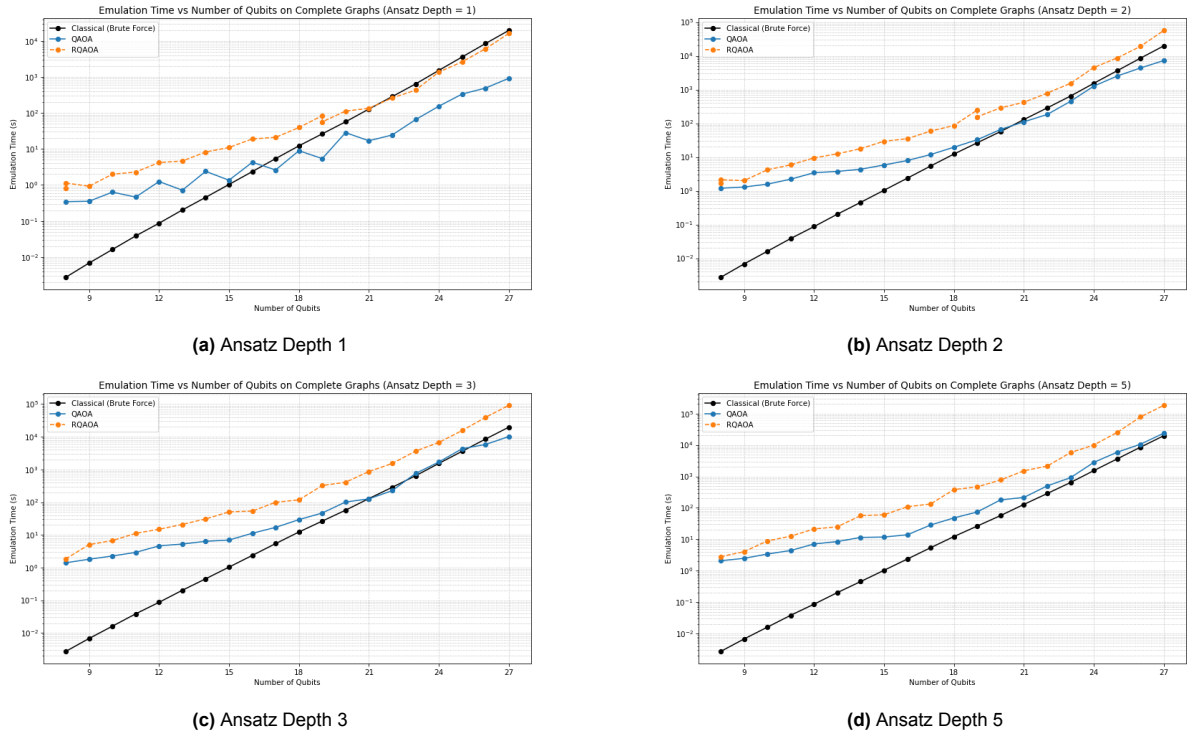 Emulation Time vs Number of Qubits on Complete Graphs (Ansatz Depth = 1)
Classical (Brute Force)
QAOA
RQAOA
Emulation Time (s)
10^4
10^3
10^2
10^1
10^0
10^-1
10^-2
9 12 15 18 21 24 27
Number of Qubits
(a) Ansatz Depth 1
Emulation Time vs Number of Qubits on Complete Graphs (Ansatz Depth = 2)
Classical (Brute Force)
QAOA
RQAOA
Emulation Time (s)
10^5
10^4
10^3
10^2
10^1
10^0
10^-1
10^-2
9 12 15 18 21 24 27
Number of Qubits
(b) Ansatz Depth 2
Emulation Time vs Number of Qubits on Complete Graphs (Ansatz Depth = 3)
Classical (Brute Force)
QAOA
RQAOA
Emulation Time (s)
10^5
10^4
10^3
10^2
10^1
10^0
10^-1
10^-2
9 12 15 18 21 24 27
Number of Qubits
(c) Ansatz Depth 3
Emulation Time vs Number of Qubits on Complete Graphs (Ansatz Depth = 5)
Classical (Brute Force)
QAOA
RQAOA
Emulation Time (s)
10^5
10^4
10^3
10^2
10^1
10^0
10^-1
10^-2
9 12 15 18 21 24 27
Number of Qubits
(d) Ansatz Depth 5